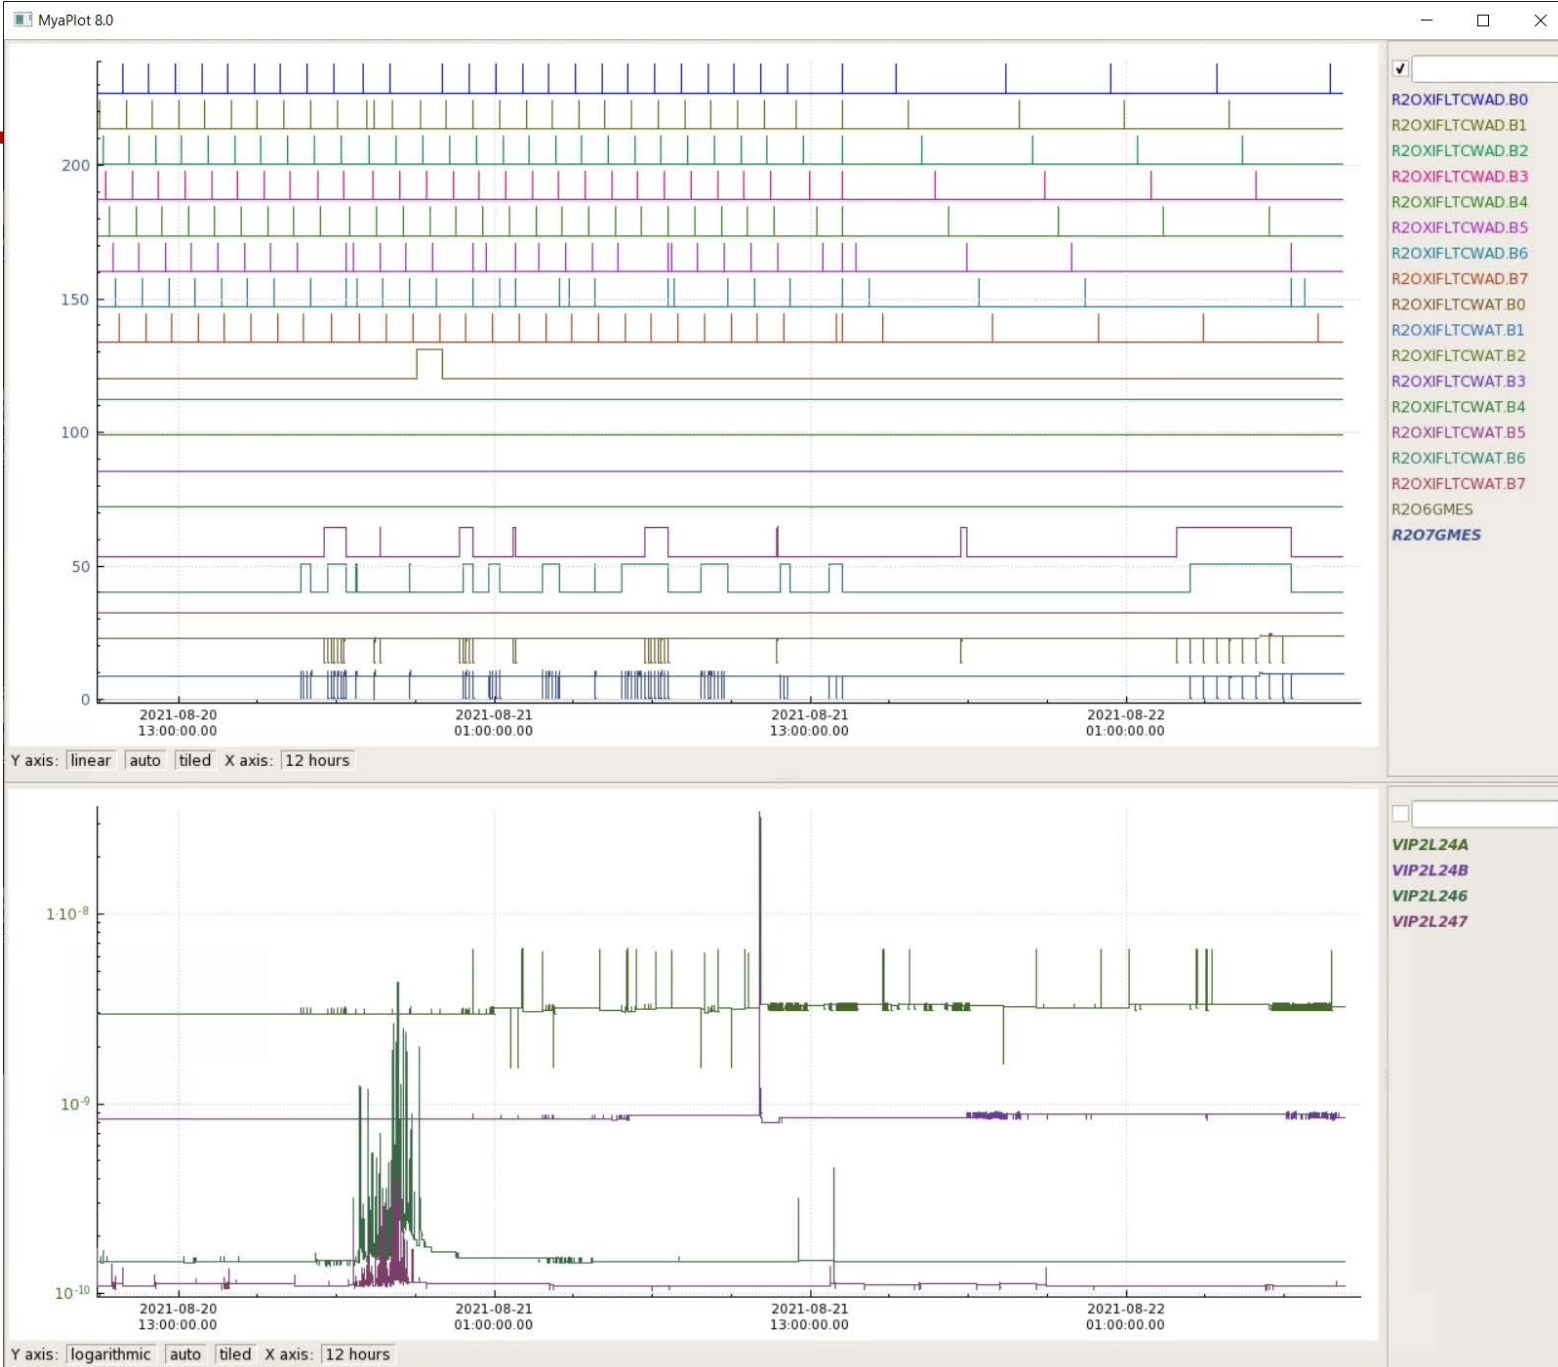 MyaPlot 8.0
200
150
100
50
0
2021-08-20 2021-08-21 2021-08-21 2021-08-22
13:00:00.00 01:00:00.00 13:00:00.00 01:00:00.00
R2OXIFLTCWAD.B0
R2OXIFLTCWAD.B1
R2OXIFLTCWAD.B2
R2OXIFLTCWAD.B3
R2OXIFLTCWAD.B4
R2OXIFLTCWAD.B5
R2OXIFLTCWAD.B6
R2OXIFLTCWAD.B7
R2OXIFLTCWAT.B0
R2OXIFLTCWAT.B1
R2OXIFLTCWAT.B2
R2OXIFLTCWAT.B3
R2OXIFLTCWAT.B4
R2OXIFLTCWAT.B5
R2OXIFLTCWAT.B6
R2OXIFLTCWAT.B7
R2O6GMES
R2O7GMES
Y axis: linear auto tiled X axis: 12 hours
1·10⁻⁸
10⁻⁹
10⁻¹⁰
2021-08-20 2021-08-21 2021-08-21 2021-08-22
13:00:00.00 01:00:00.00 13:00:00.00 01:00:00.00
VIP2L24A
VIP2L24B
VIP2L246
VIP2L247
Y axis: logarithmic auto tiled X axis: 12 hours